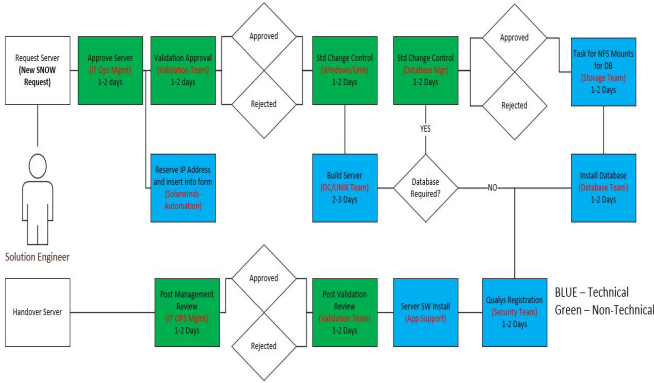 Request Server
(New SNOW
Request)
Approve Server
(IT Ops Mgmt)
1-2 days
Validation Approval
(Validation Team)
1-2 days
Approved
Rejected
Std Change Control
(Windows/Unix)
1-2 Days
Std Change Control
(Database Mgr)
1-2 Days
Approved
Rejected
Task for NFS Mounts
for DB
(Storage Team)
1-2 Days
YES
Reserve IP Address
and insert into form
(Solarwinds-
Automation)
Build Server
(DC/UNIX Team)
2-3 Days
Database
Required?
NO
Install Database
(Database Team)
1-2 Days
Solution Engineer
Handover Server
Post Management
Review
(IT OPS Mgmt)
1-2 Days
Approved
Rejected
Post Validation
Review
(Validation Team)
1-2 Days
Server SW Install
(App Support)
Qualys Registration
(Security Team)
1-2 Days
BLUE – Technical
Green – Non-Technical